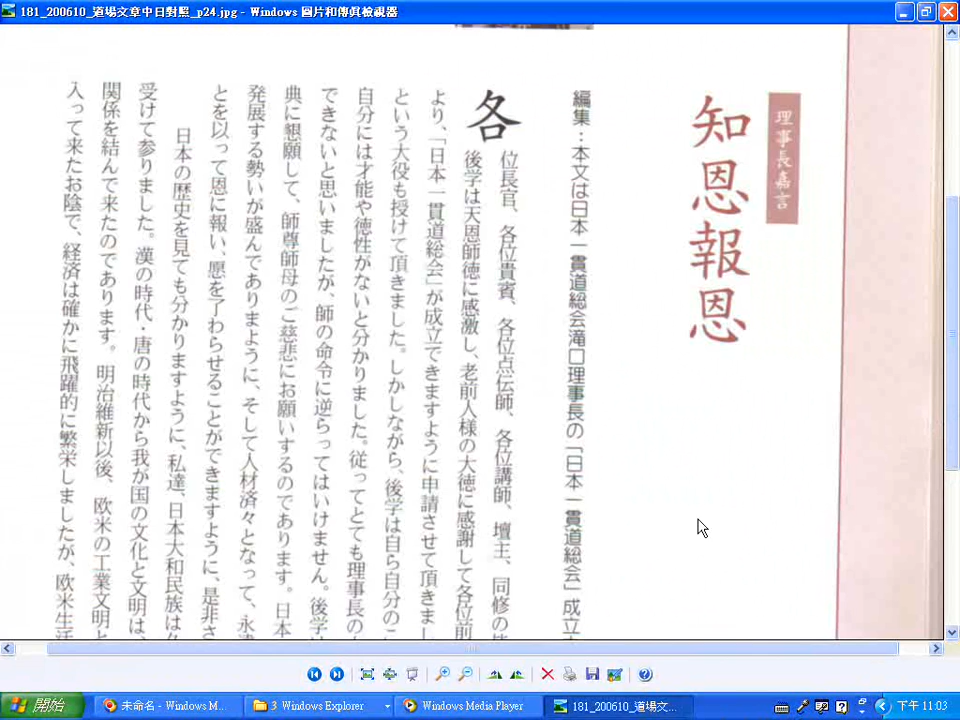 181_200610_道場文章中日對照_p24.jpg - Windows 圖片和傳真檢視器
理事長嘉言
知恩報恩
編集：本文は日本一貫道総会滝口理事長の「日本一貫道総会」成立
各位長官、各位貴賓、各位点伝師、各位講師、壇主、同修の
後学は天恩師徳に感激し、老前人様の大徳に感謝して各位前
より、「日本一貫道総会」が成立できますように申請させて頂きまし
という大役も授けて頂きました。しかしながら、後学は自ら自分のこ
自分には才能や徳性がないと分かりました。従ってとても理事長の
できないと思いましたが、師の命令に逆らってはいけません。後学
典に懇願して、師尊師母のご慈悲にお願いするのであります。日本
発展する勢いが盛んでありますように、そして人材済々となって、永
とを以って恩に報い、愿を了わらせることができますように、是非さ
日本の歴史を見ても分かりますように、私達、日本大和民族は
受けて参りました。漢の時代・唐の時代から我が国の文化と文明は、
関係を結んで来たのであります。明治維新以後、欧米の工業文明と
入って来たお陰で、経済は確かに飛躍的に繁栄しましたが、欧米生活
開始
未命名 - Windows M...
3 Windows Explorer
Windows Media Player
181_200610_道場文...
下午 11:03